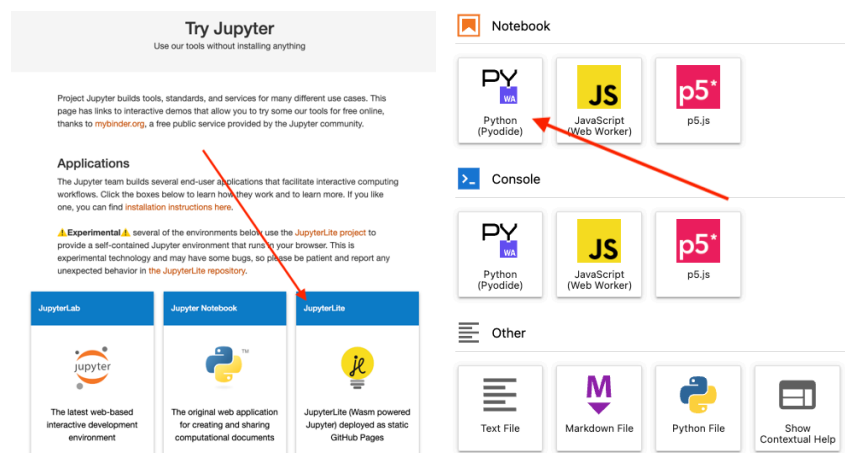 Try Jupyter
Use our tools without installing anything
Project Jupyter builds tools, standards, and services for many different use cases. This
page has links to interactive demos that allow you to try some our tools for free online,
thanks to mybinder.org, a free public service provided by the Jupyter community.
Applications
The Jupyter team builds several end-user applications that facilitate interactive computing
workflows. Click the boxes below to learn how they work and to learn more. If you like
one, you can find installation instructions here.
⚠️Experimental⚠️ several of the environments below use the JupyterLite project to
provide a self-contained Jupyter environment that runs in your browser. This is
experimental technology and may have some bugs, so please be patient and report any
unexpected behavior in the JupyterLite repository.
JupyterLab
jupyter
The latest web-based
interactive development
environment
Jupyter Notebook
TM
The original web application
for creating and sharing
computational documents
JupyterLite
jl
JupyterLite (Wasm powered
Jupyter) deployed as static
GitHub Pages
Notebook
PY
WA
Python
(Pyodide)
JS
JavaScript
(Web Worker)
p5*
p5.js
Console
PY
WA
Python
(Pyodide)
JS
JavaScript
(Web Worker)
p5*
p5.js
Other
Text File
M
Markdown File
Python File
Show
Contextual Help